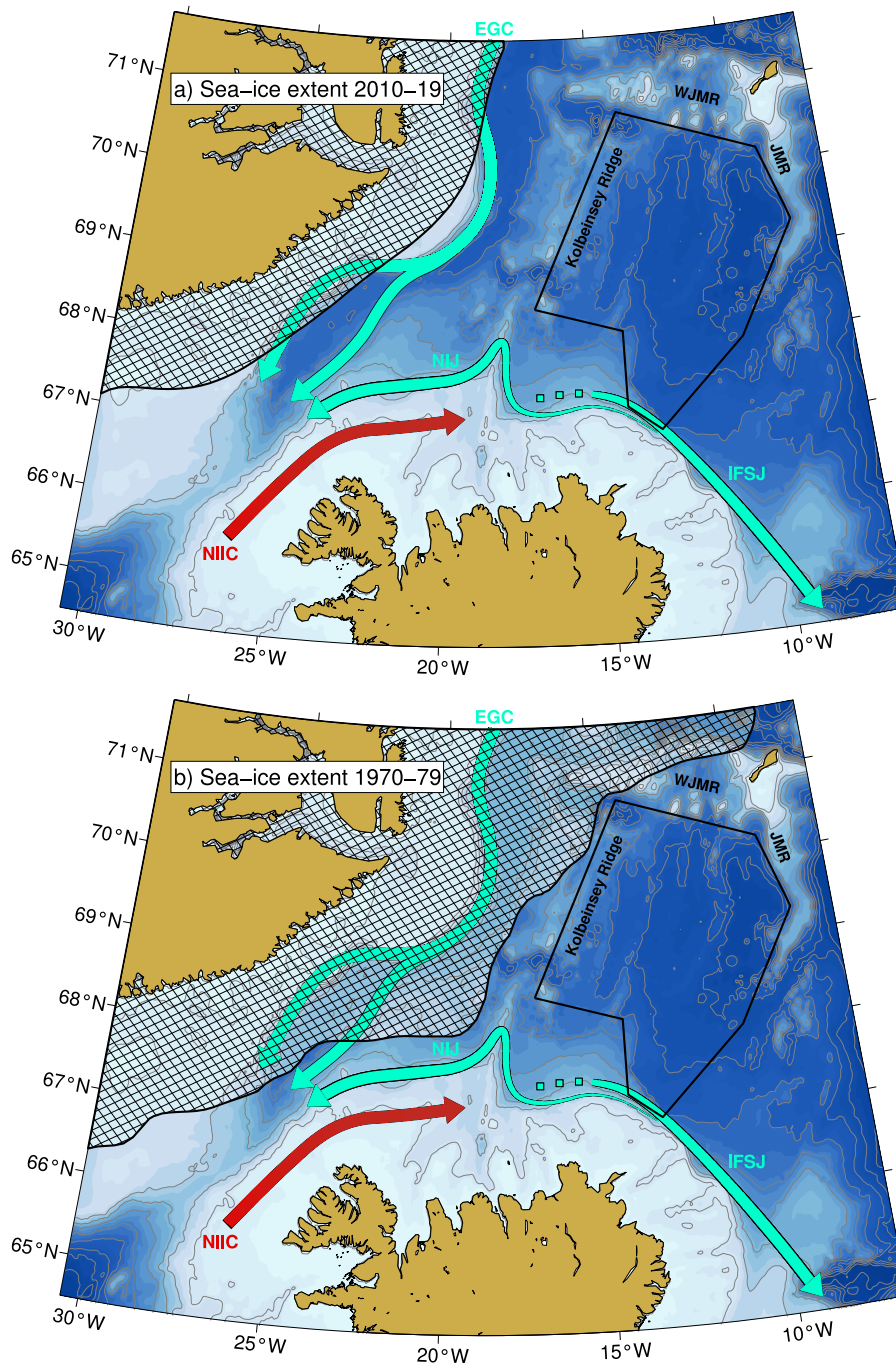 EGC
71°N
a) Sea-ice extent 2010-19
WJMR
70°N
JMR
Kolbeinsey Ridge
69°N
68°N
NIJ
67°N
66°N
IFSJ
65°N
NIIC
30°W
25°W
20°W
15°W
10°W
EGC
71°N
b) Sea-ice extent 1970-79
WJMR
70°N
JMR
Kolbeinsey Ridge
69°N
68°N
NIJ
67°N
66°N
IFSJ
65°N
NIIC
30°W
25°W
20°W
15°W
10°W